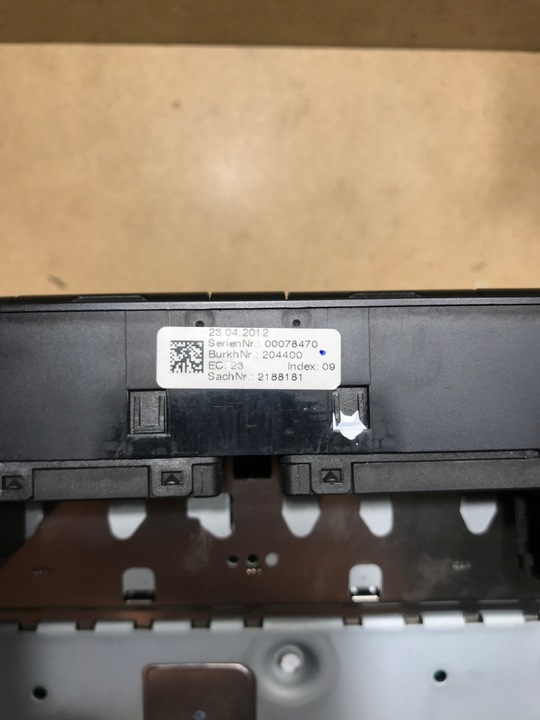 23.04.2012
SerienNr.: 00078470
BurkhNr.: 204400
EC: 23 Index: 09
SachNr.: 2188181